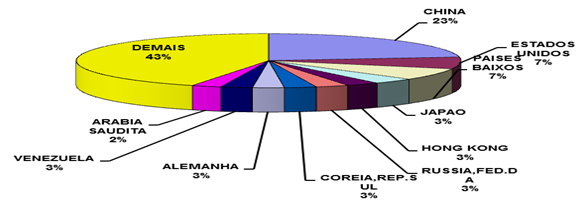 CHINA
23%
ESTADOS
UNIDOS
7%
PAISES
BAIXOS
7%
JAPAO
3%
HONG KONG
3%
RUSSIA,FED.D
A
3%
COREIA,REP.S
UL
3%
ALEMANHA
3%
VENEZUELA
3%
ARABIA
SAUDITA
2%
DEMAIS
43%